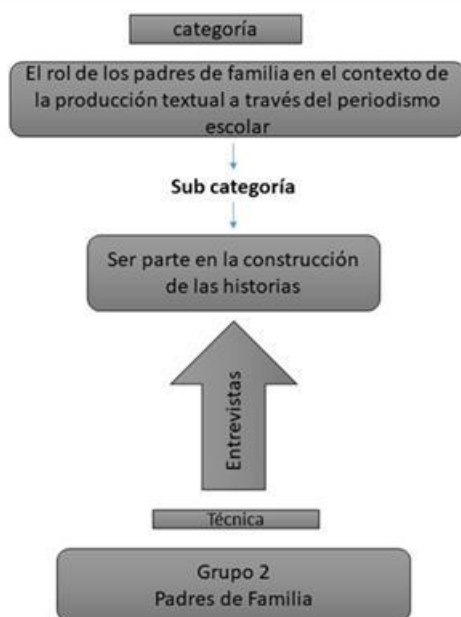 categoría
El rol de los padres de familia en el contexto de
la producción textual a través del periodismo
escolar
Sub categoría
Ser parte en la construcción
de las historias
Entrevistas
Técnica
Grupo 2
Padres de Familia